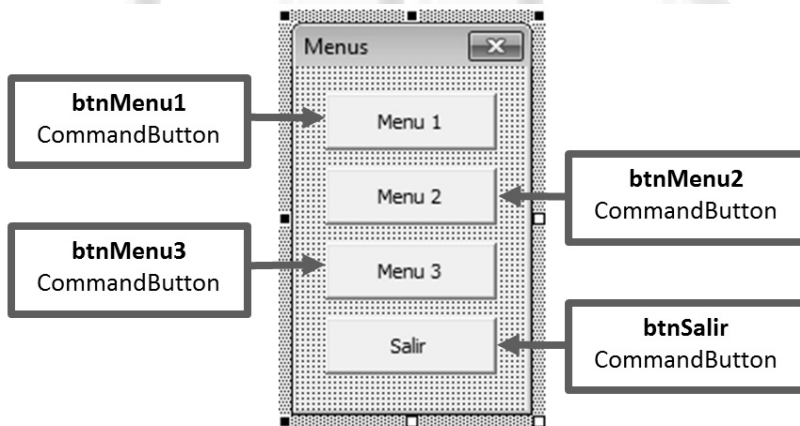 Menus
btnMenu1
CommandButton
Menu 1
Menu 2
btnMenu2
CommandButton
btnMenu3
CommandButton
Menu 3
Salir
btnSalir
CommandButton